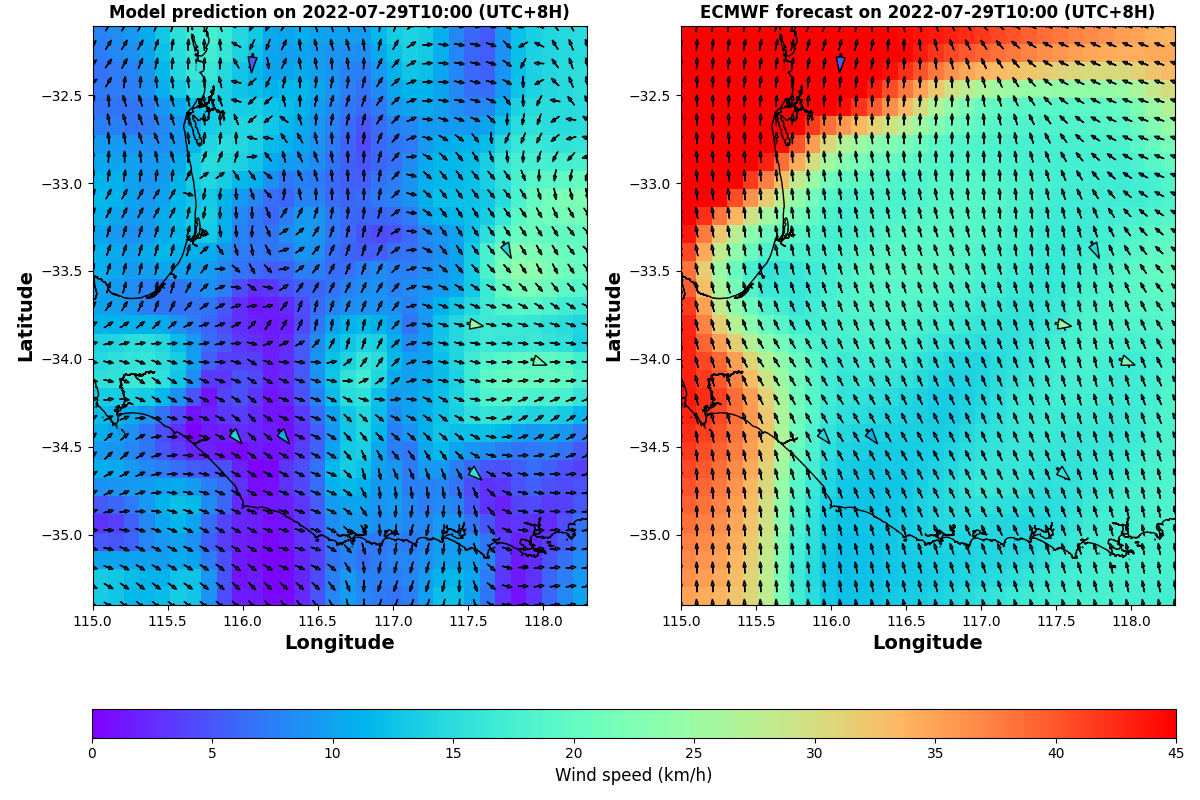 Model prediction on 2022-07-29T10:00 (UTC+8H)
ECMWF forecast on 2022-07-29T10:00 (UTC+8H)
Latitude
−32.5
−33.0
−33.5
−34.0
−34.5
−35.0
115.0 115.5 116.0 116.5 117.0 117.5 118.0
Longitude
Latitude
−32.5
−33.0
−33.5
−34.0
−34.5
−35.0
115.0 115.5 116.0 116.5 117.0 117.5 118.0
Longitude
0 5 10 15 20 25 30 35 40 45
Wind speed (km/h)